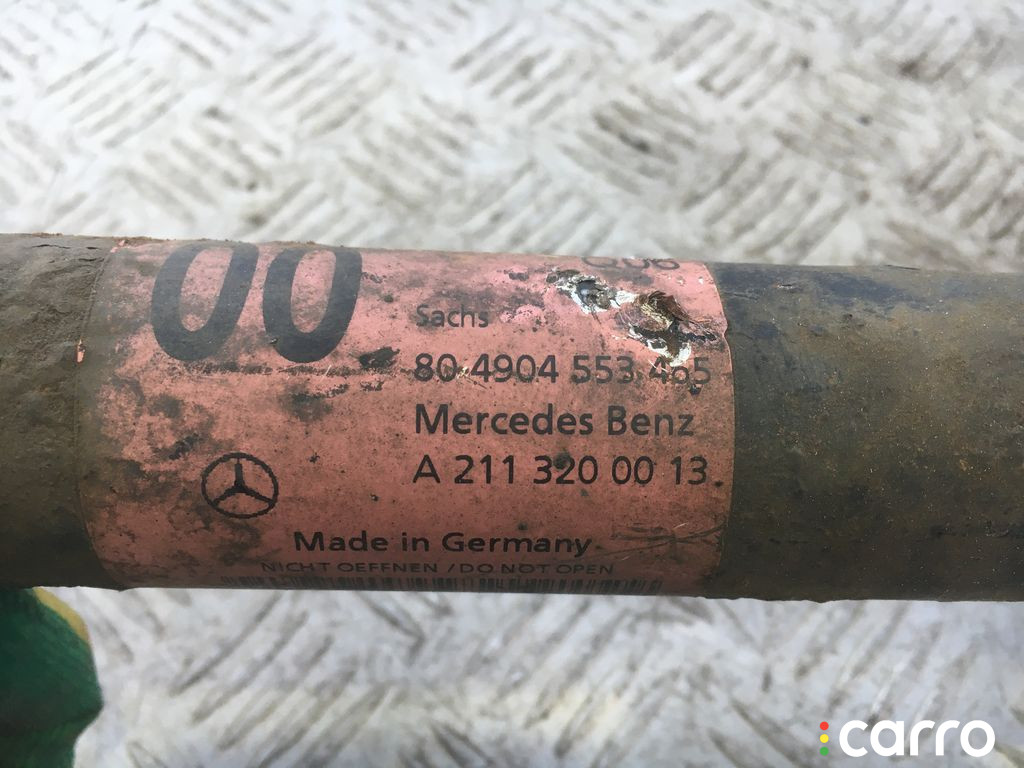 00
Sachs
80 4904 553 465
Mercedes Benz
A 211 320 00 13
Made in Germany
NICHT OEFFNEN / DO NOT OPEN
carro